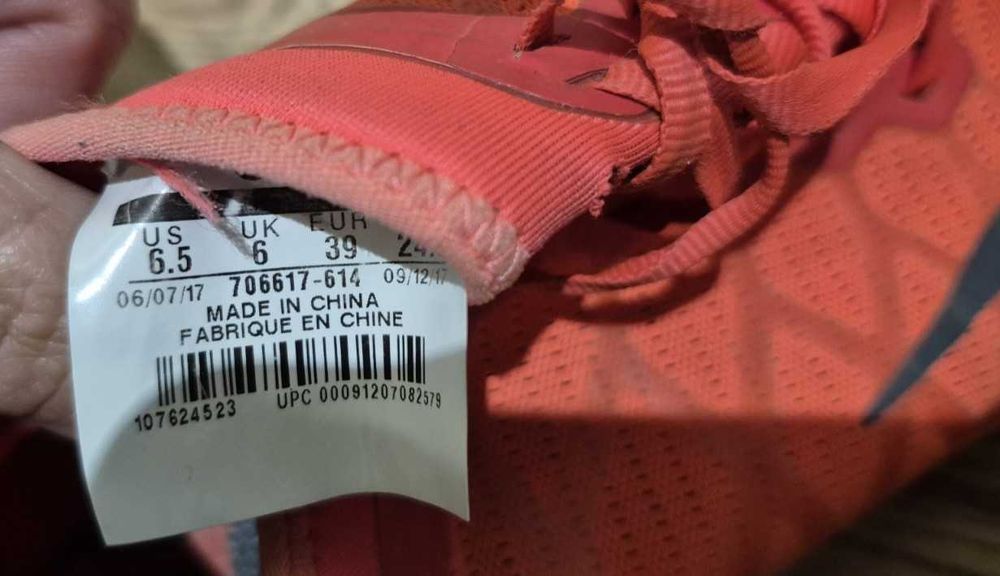 US UK EUR
6.5 6 39 24.
06/07/17 706617-614 09/12/17
MADE IN CHINA
FABRIQUE EN CHINE
107624523 UPC 00091207082579